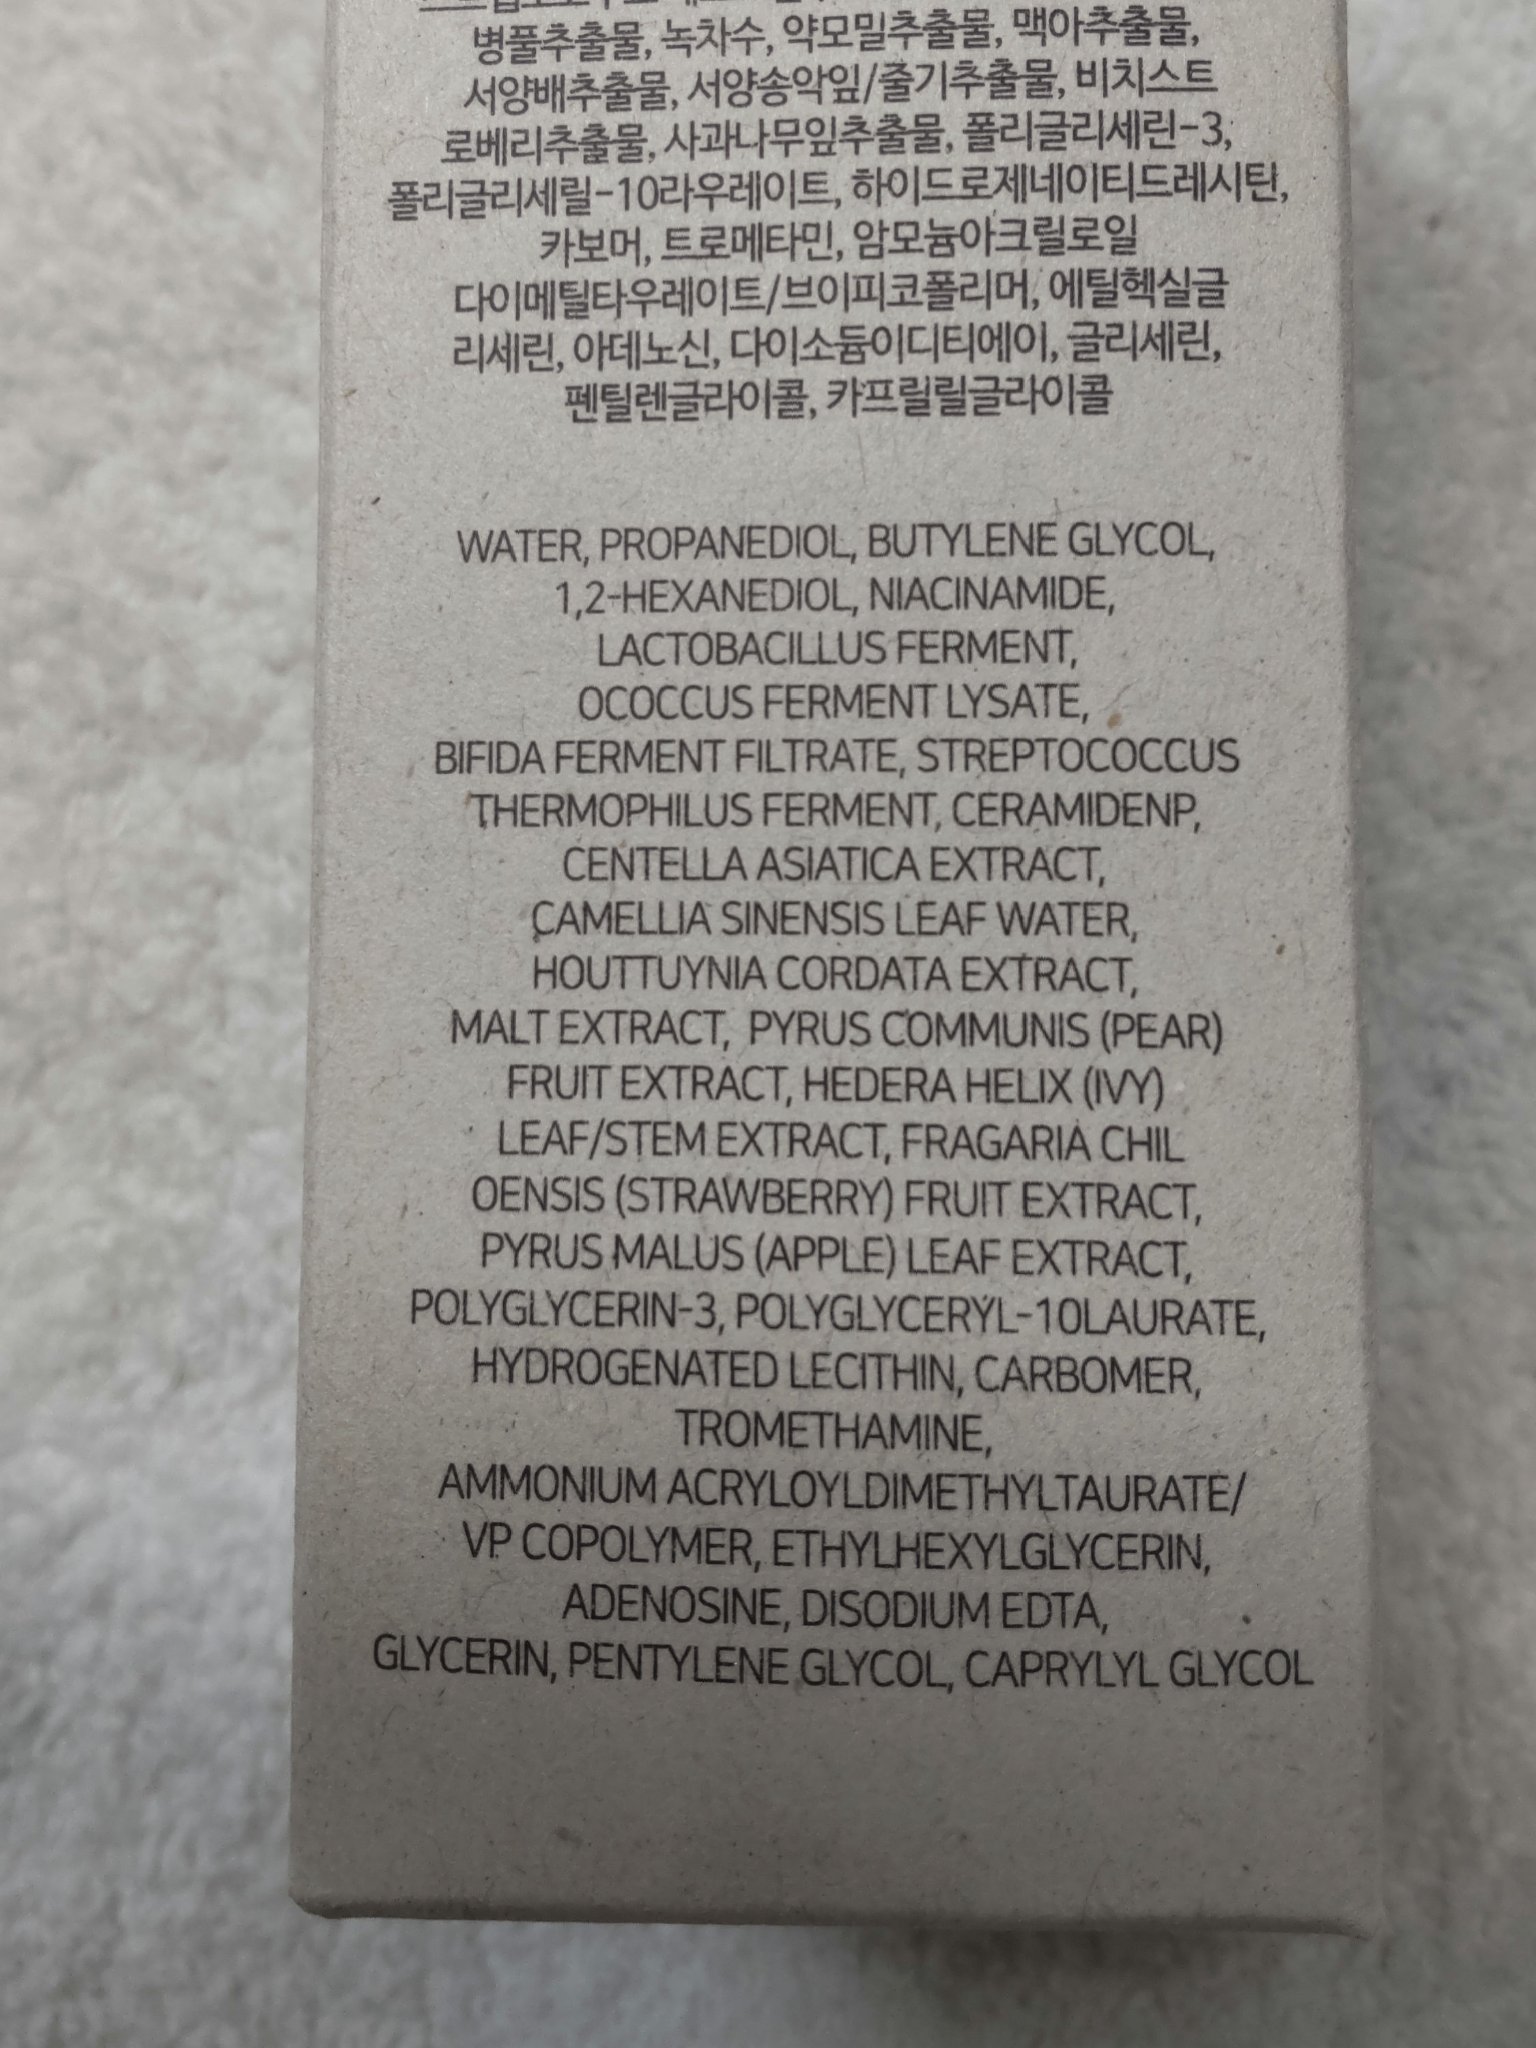 병풀추출물, 녹차수, 약모밀추출물, 맥아추출물,
서양배추출물, 서양송악잎/줄기추출물, 비치스트
로베리추출물, 사과나무잎추출물, 폴리글리세린-3,
폴리글리세릴-10라우레이트, 하이드로제네이티드레시틴,
카보머, 트로메타민, 암모늄아크릴로일
다이메틸타우레이트/브이피코폴리머, 에틸헥실글
리세린, 아데노신, 다이소듐이디티에이, 글리세린,
펜틸렌글라이콜, 카프릴릴글라이콜
WATER, PROPANEDIOL, BUTYLENE GLYCOL,
1,2-HEXANEDIOL, NIACINAMIDE,
LACTOBACILLUS FERMENT,
OCOCCUS FERMENT LYSATE,
BIFIDA FERMENT FILTRATE, STREPTOCOCCUS
THERMOPHILUS FERMENT, CERAMIDENP,
CENTELLA ASIATICA EXTRACT,
CAMELLIA SINENSIS LEAF WATER,
HOUTTUYNIA CORDATA EXTRACT,
MALT EXTRACT, PYRUS COMMUNIS (PEAR)
FRUIT EXTRACT, HEDERA HELIX (IVY)
LEAF/STEM EXTRACT, FRAGARIA CHIL
OENSIS (STRAWBERRY) FRUIT EXTRACT,
PYRUS MALUS (APPLE) LEAF EXTRACT,
POLYGLYCERIN-3, POLYGLYCERYL-10LAURATE,
HYDROGENATED LECITHIN, CARBOMER,
TROMETHAMINE,
AMMONIUM ACRYLOYLDIMETHYLTAURATE/
VP COPOLYMER, ETHYLHEXYLGLYCERIN,
ADENOSINE, DISODIUM EDTA,
GLYCERIN, PENTYLENE GLYCOL, CAPRYLYL GLYCOL